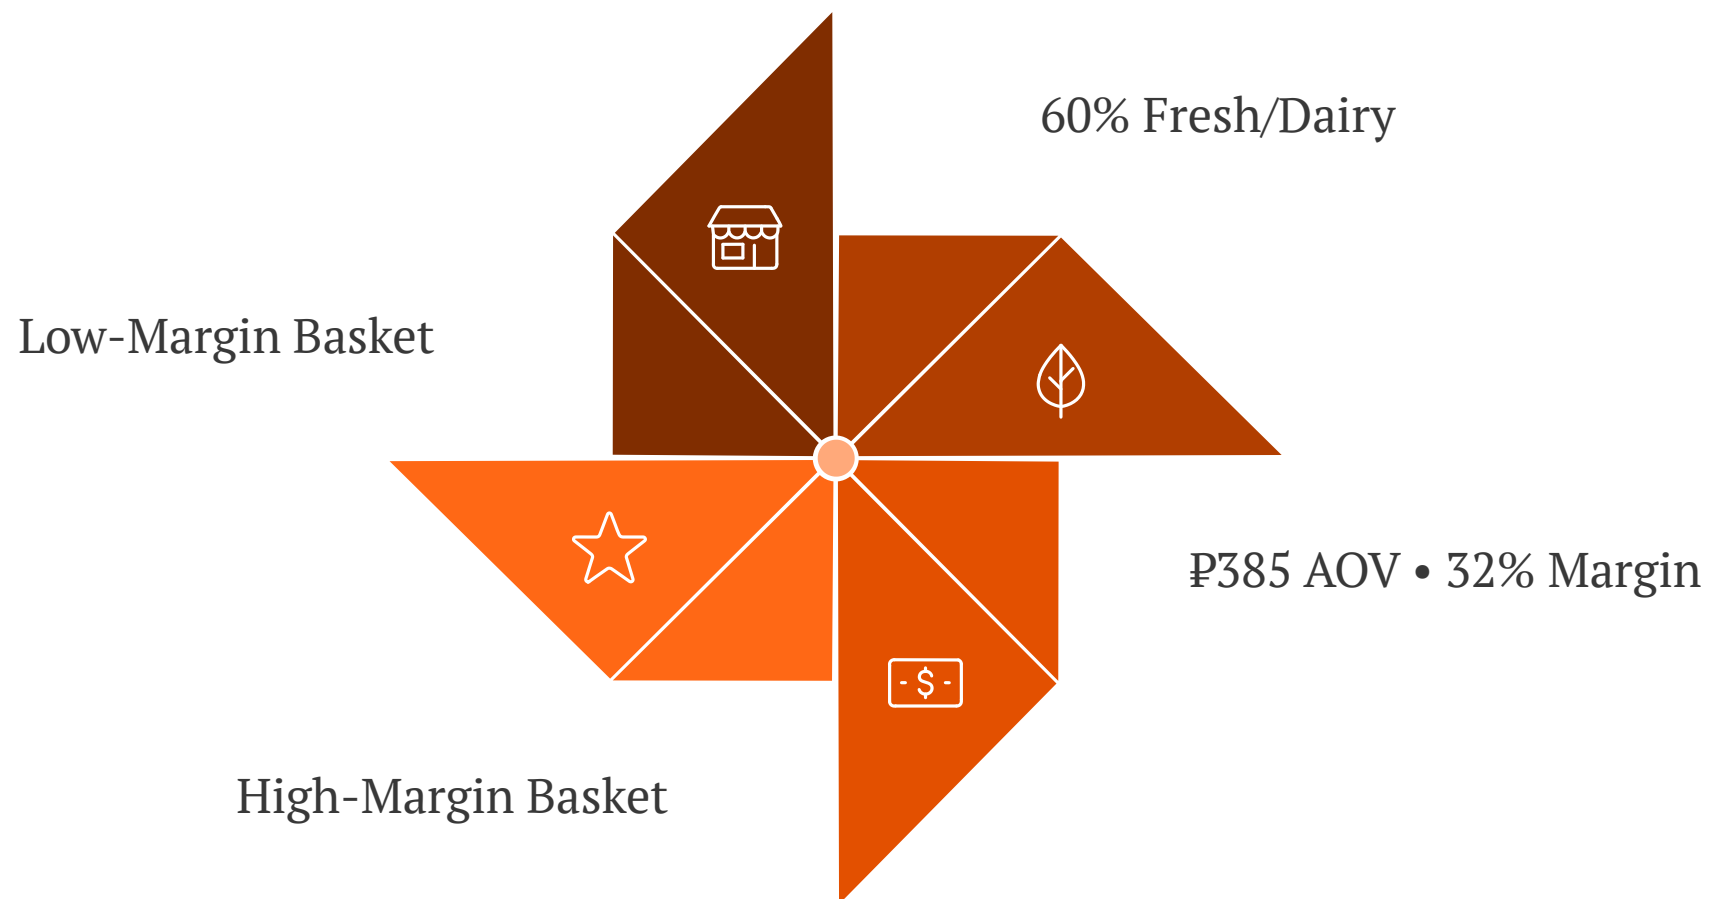 60% Fresh/Dairy
Low-Margin Basket
₽385 AOV • 32% Margin
High-Margin Basket
$